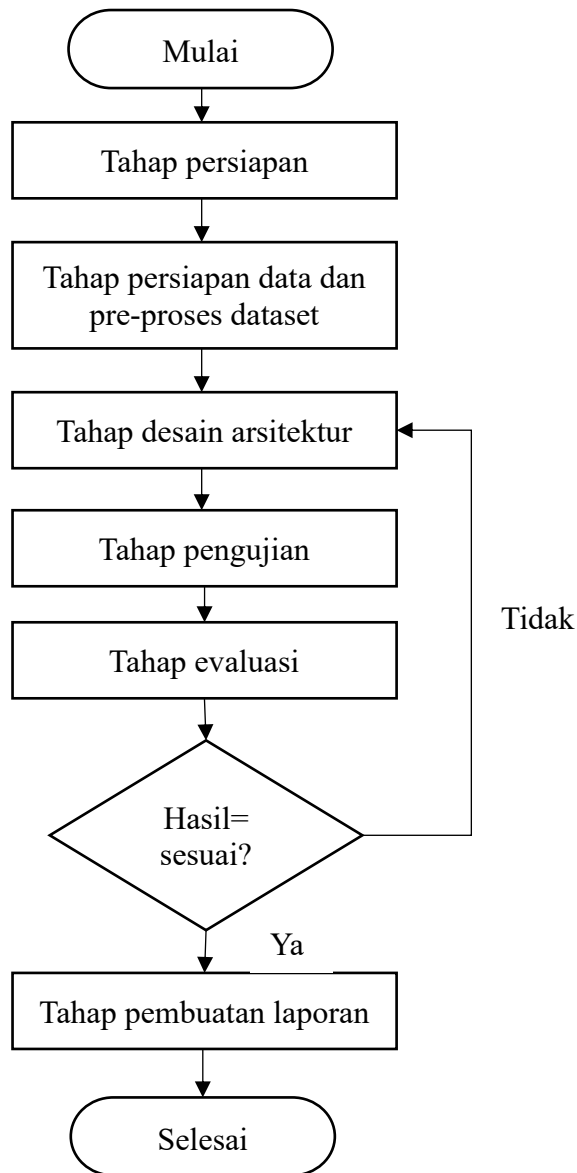 Mulai
Tahap persiapan
Tahap persiapan data dan
pre-proses dataset
Tahap desain arsitektur
Tahap pengujian
Tidak
Tahap evaluasi
Hasil=
sesuai?
Ya
Tahap pembuatan laporan
Selesai